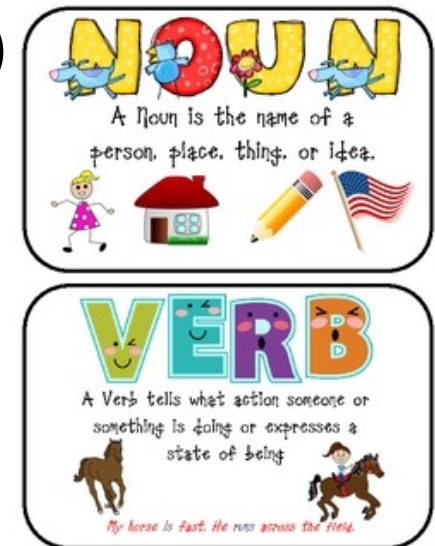 )
NOUN
A Noun is the name of a
person, place, thing, or idea.
VERB
A Verb tells what action someone or
something is doing or expresses a
state of being
My horse is fast. He runs across the field.